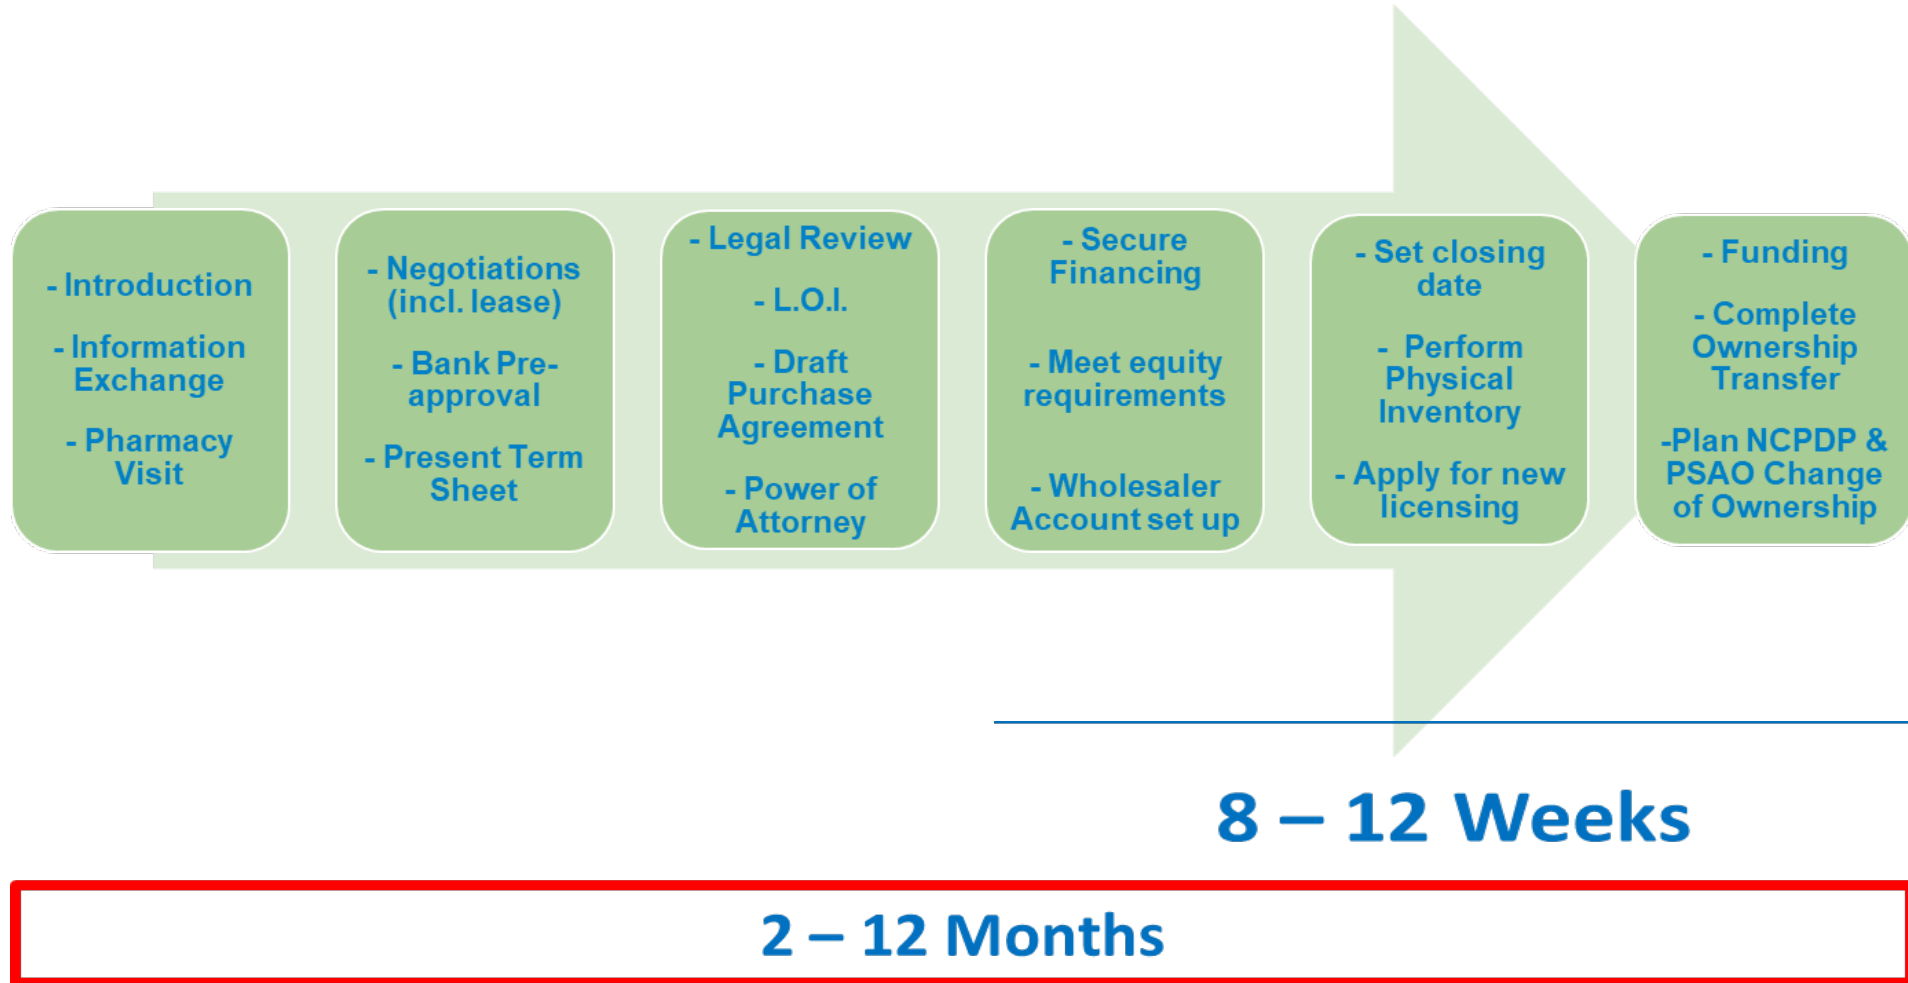 - Introduction
- Information
Exchange
- Pharmacy
Visit
- Negotiations
(incl. lease)
- Bank Pre-
approval
- Present Term
Sheet
- Legal Review
- L.O.I.
- Draft
Purchase
Agreement
- Power of
Attorney
- Secure
Financing
- Meet equity
requirements
- Wholesaler
Account set up
- Set closing
date
- Perform
Physical
Inventory
- Apply for new
licensing
- Funding
- Complete
Ownership
Transfer
-Plan NCPDP &
PSAO Change
of Ownership
8 – 12 Weeks
2 – 12 Months